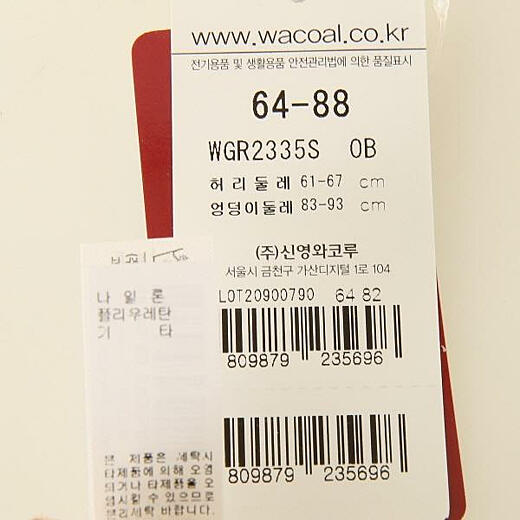 www.wacoal.co.kr
전기용품 및 생활용품 안전관리법에 의한 품질표시
64-88
WGR2335S OB
허리둘레 61-67 cm
엉덩이둘레 83-93 cm
(주)신영와코루
서울시 금천구 가산디지털 1로 104
LOT20900790 64 82
809879 235696
809879 235696
나일론
폴리우레탄
기타
본 제품은 세탁시
타제품에 의해 오염
되거나 타제품을 오
염시킬 수 있으므로
분리세탁 바랍니다.